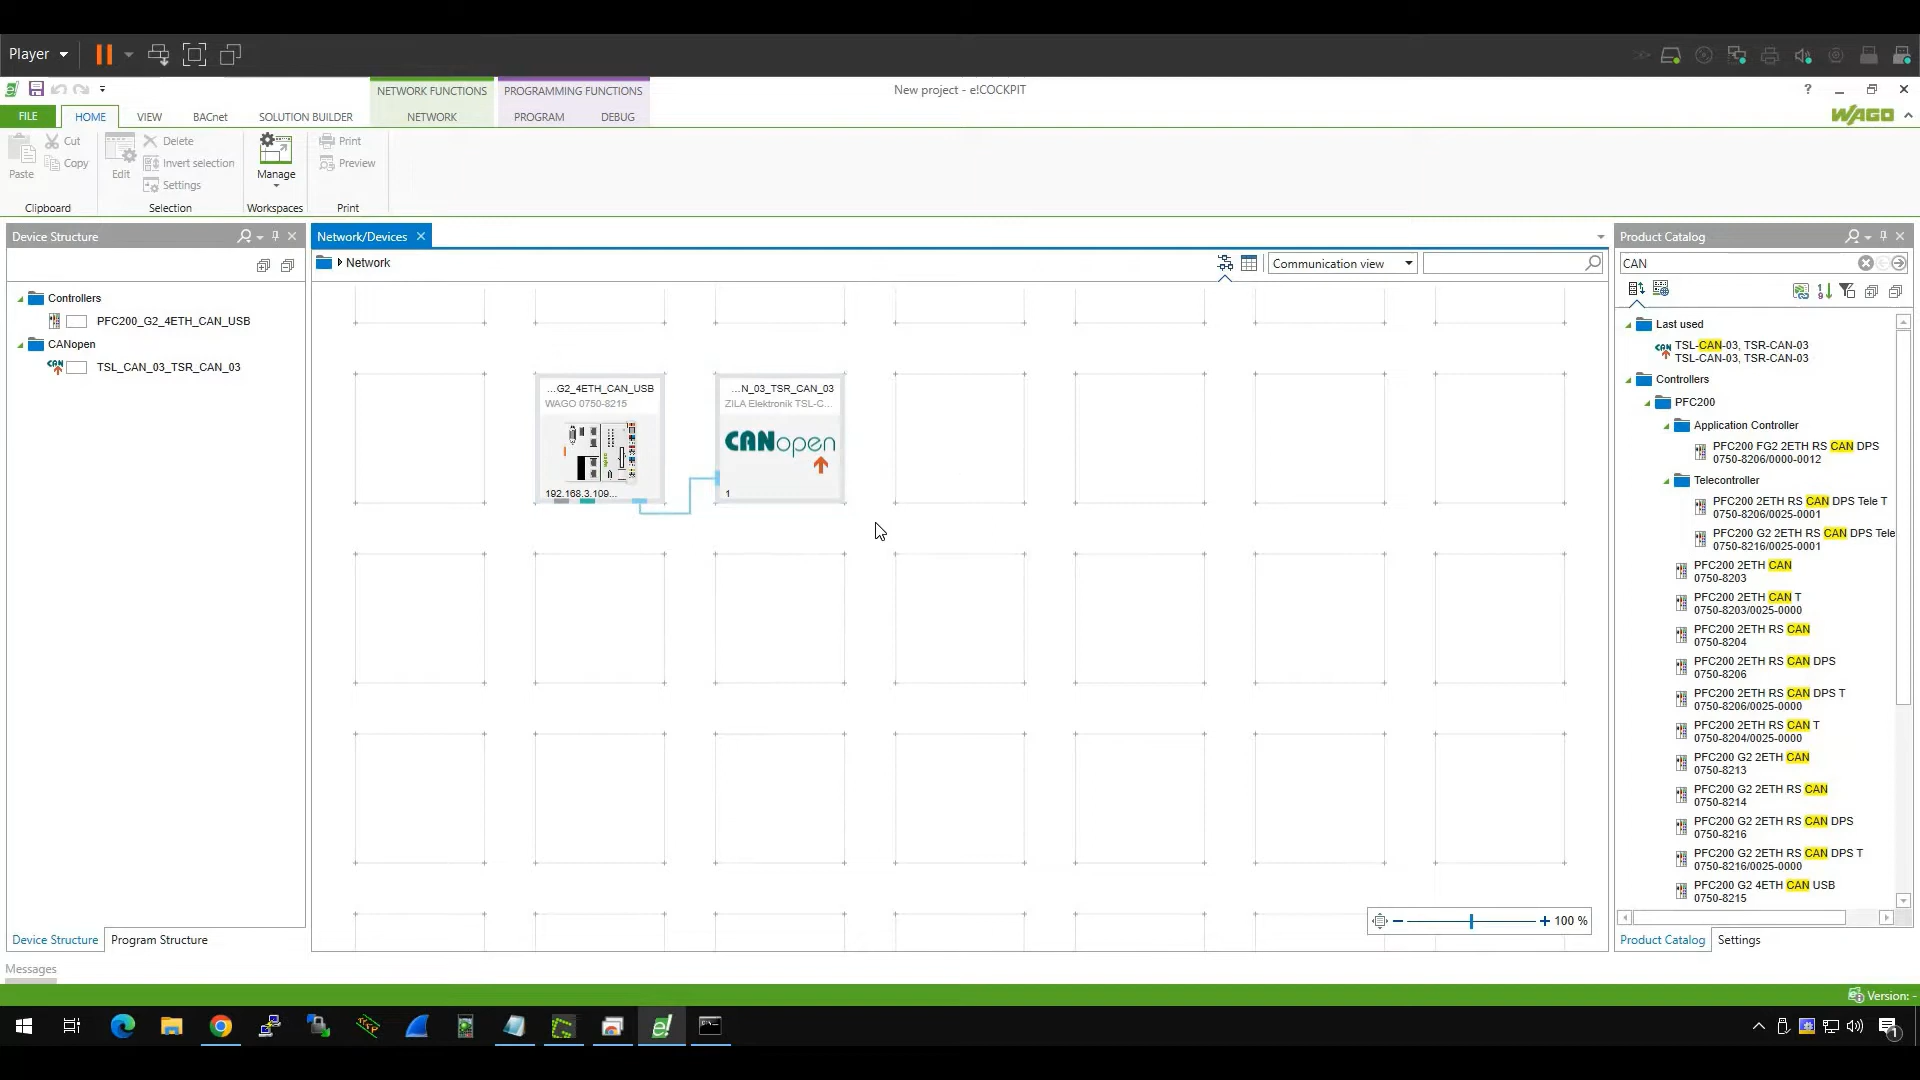 Player
NETWORK FUNCTIONS
PROGRAMMING FUNCTIONS
New project - e!COCKPIT
?
FILE
HOME
VIEW
BACnet
SOLUTION BUILDER
NETWORK
PROGRAM
DEBUG
WAGO
Paste
Cut
Copy
Clipboard
Edit
Delete
Invert selection
Settings
Selection
Manage
Workspaces
Print
Preview
Print
Device Structure
Controllers
PFC200_G2_4ETH_CAN_USB
CANopen
TSL_CAN_03_TSR_CAN_03
Device Structure
Program Structure
Network/Devices
Network
Communication view
...G2_4ETH_CAN_USB
WAGO 0750-8215
192.168.3.109...
...N_03_TSR_CAN_03
ZILA Elektronik TSL-C...
CANopen
1
100 %
Product Catalog
CAN
Last used
TSL-CAN-03, TSR-CAN-03
TSL-CAN-03, TSR-CAN-03
Controllers
PFC200
Application Controller
PFC200 FG2 2ETH RS CAN DPS
0750-8206/0000-0012
Telecontroller
PFC200 2ETH RS CAN DPS Tele T
0750-8206/0025-0001
PFC200 G2 2ETH RS CAN DPS Tele
0750-8216/0025-0001
PFC200 2ETH CAN
0750-8203
PFC200 2ETH CAN T
0750-8203/0025-0000
PFC200 2ETH RS CAN
0750-8204
PFC200 2ETH RS CAN DPS
0750-8206
PFC200 2ETH RS CAN DPS T
0750-8206/0025-0000
PFC200 2ETH RS CAN T
0750-8204/0025-0000
PFC200 G2 2ETH CAN
0750-8213
PFC200 G2 2ETH RS CAN
0750-8214
PFC200 G2 2ETH RS CAN DPS
0750-8216
PFC200 G2 2ETH RS CAN DPS T
0750-8216/0025-0000
PFC200 G2 4ETH CAN USB
0750-8215
Product Catalog
Settings
Messages
Version: -